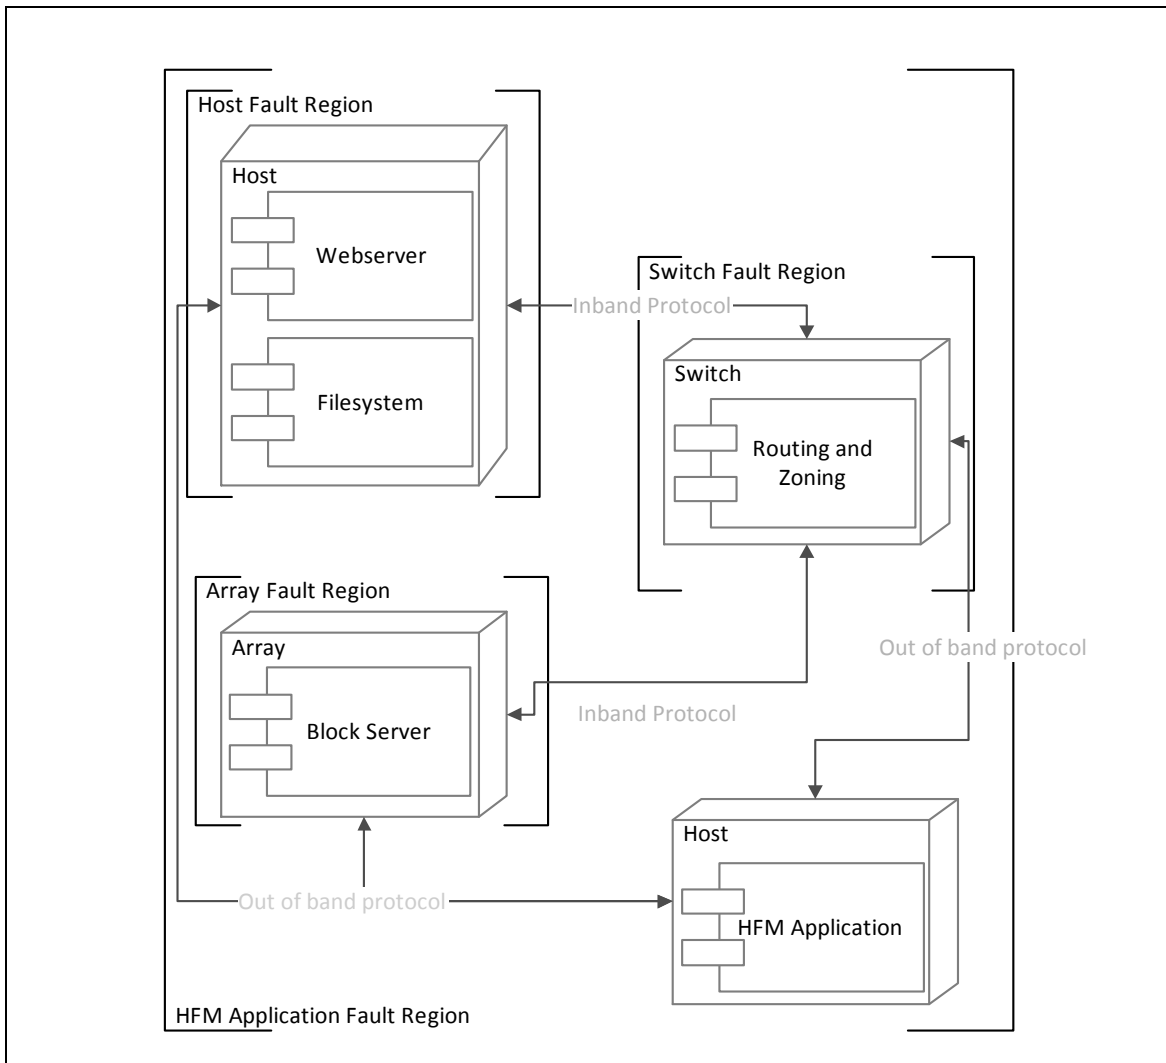 Host Fault Region
Host
Webserver
Filesystem
Inband Protocol
Switch Fault Region
Switch
Routing and
Zoning
Array Fault Region
Array
Block Server
Inband Protocol
Out of band protocol
Host
HFM Application
Out of band protocol
HFM Application Fault Region